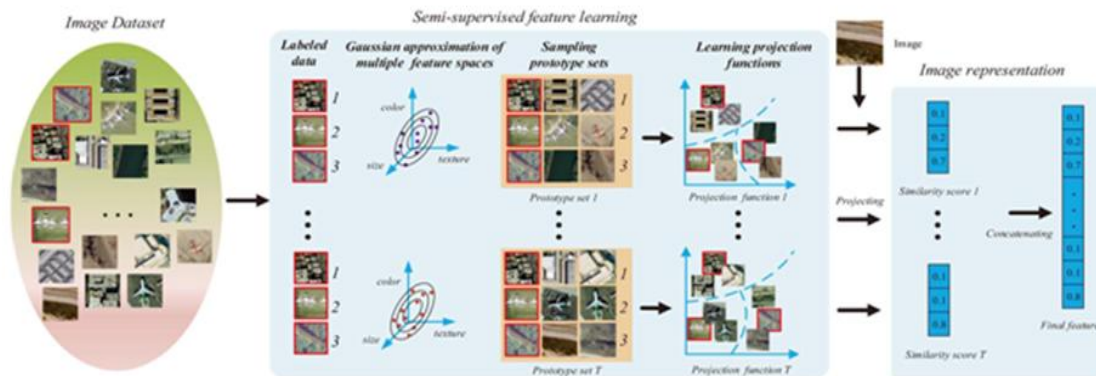 Image Dataset
Semi-supervised feature learning
Labeled data
Gaussian approximation of multiple feature spaces
Sampling prototype sets
Learning projection functions
Image
Image representation
1
2
3
color
size
texture
1
2
3
Prototype set 1
Projection function 1
0.1
0.2
0.7
Similarity score 1
Projecting
Concatenating
0.1
0.2
0.7
0.1
0.1
0.8
Final feature
1
2
3
color
size
texture
1
2
3
Prototype set T
Projection function T
0.1
0.1
0.8
Similarity score T